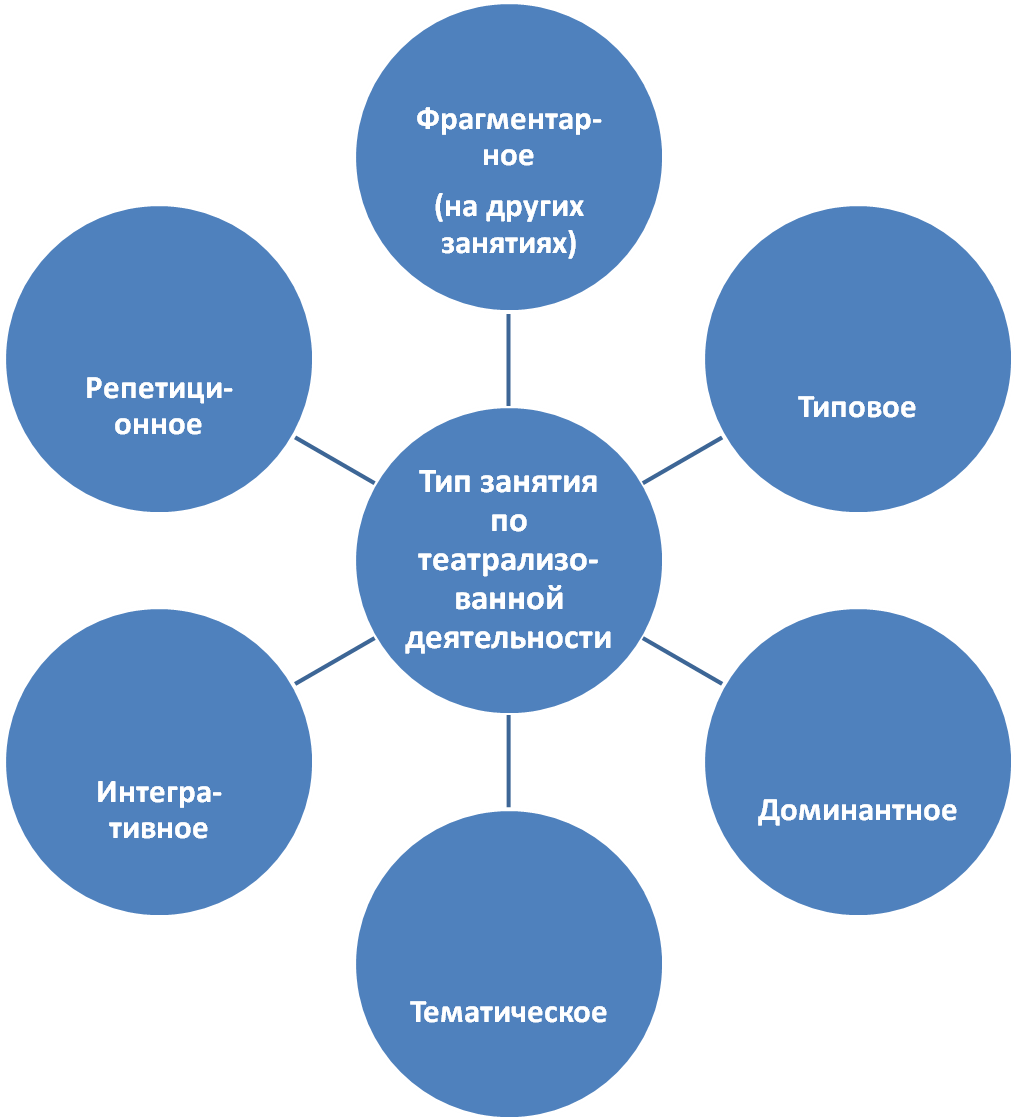 Фрагментар-
ное
(на других
занятиях)
Типовое
Доминантное
Тематическое
Интегра-
тивное
Репетици-
онное
Тип занятия
по
театрализо-
ванной
деятельности